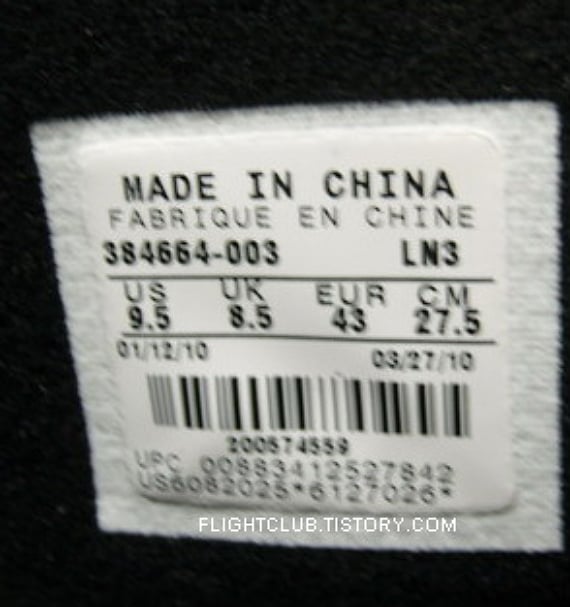 MADE IN CHINA
FABRIQUE EN CHINE
384664-003 LN3
US UK EUR CM
9.5 8.5 43 27.5
01/12/10 03/27/10
200574559
UPC 00883412527842
US6082025*6127026*
FLIGHTCLUB.TISTORY.COM